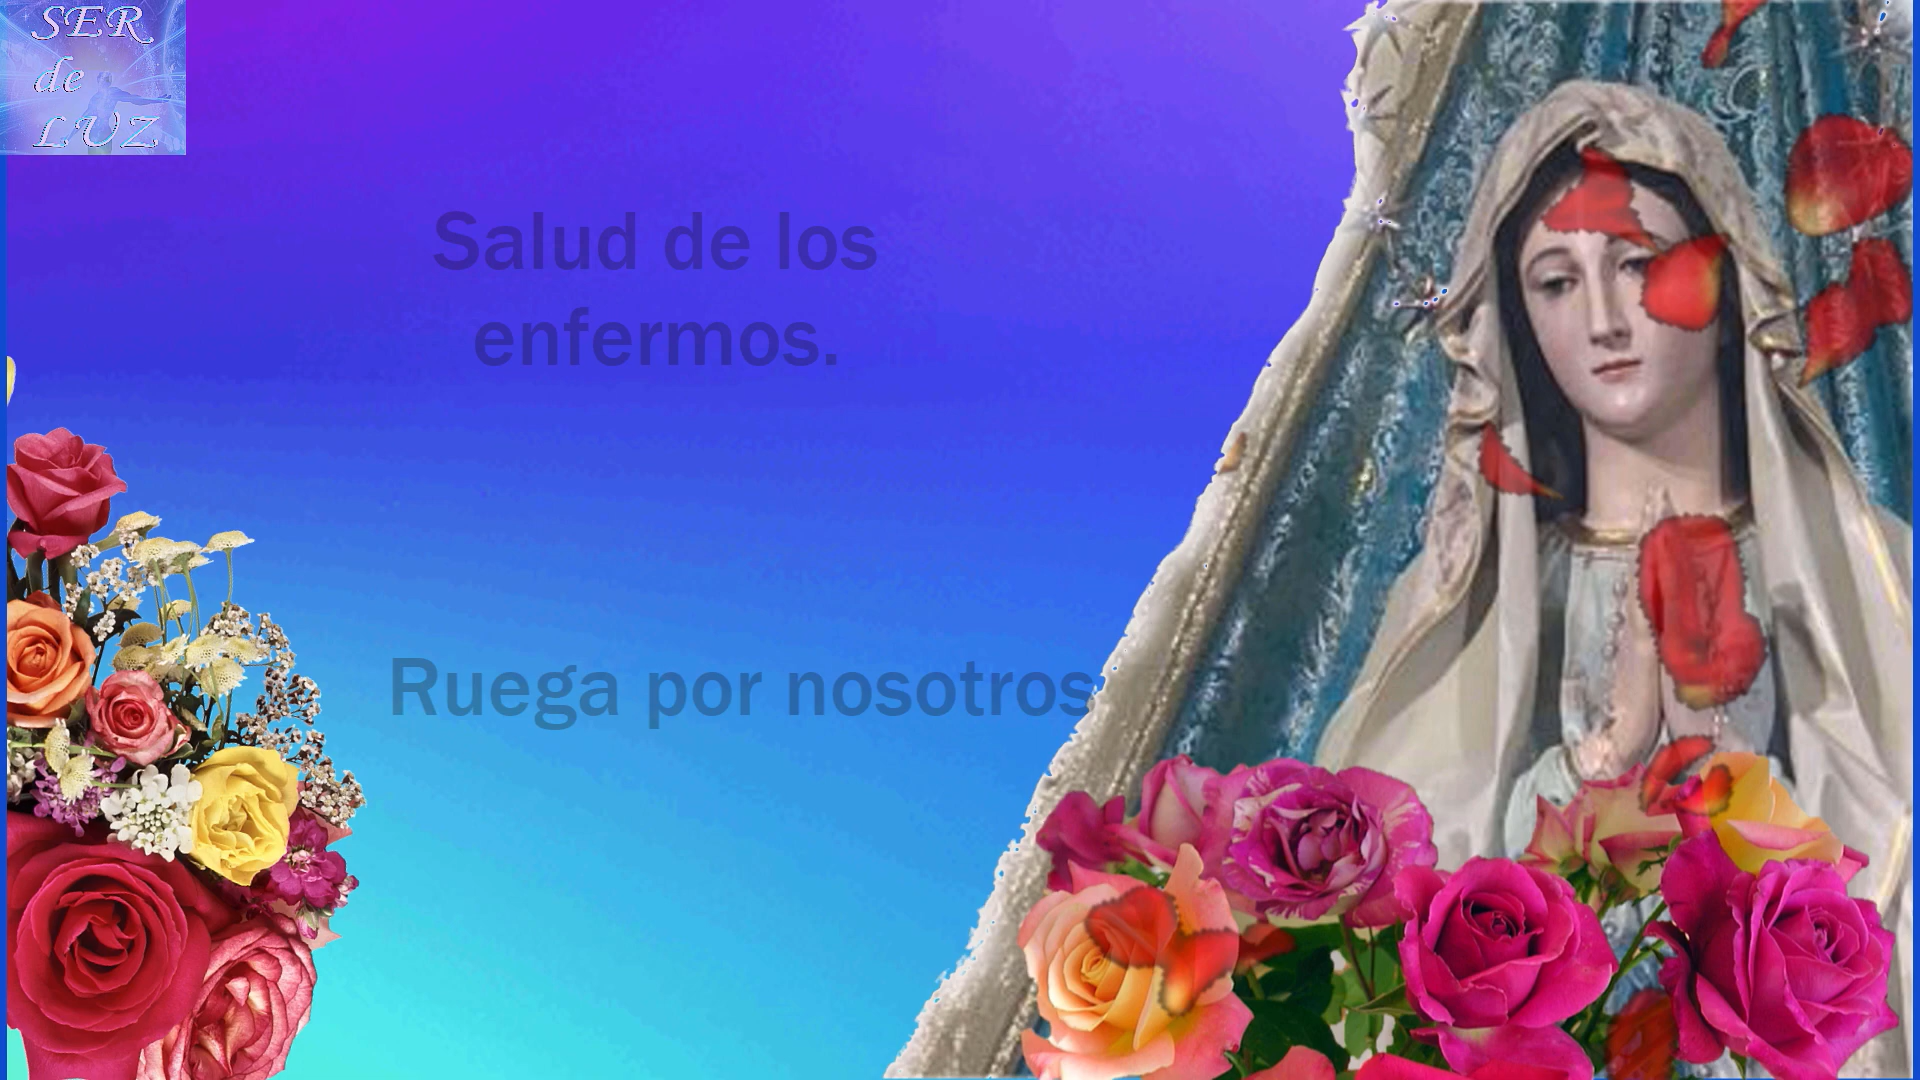 SER
de
LUZ
Salud de los
enfermos.
Ruega por nosotros